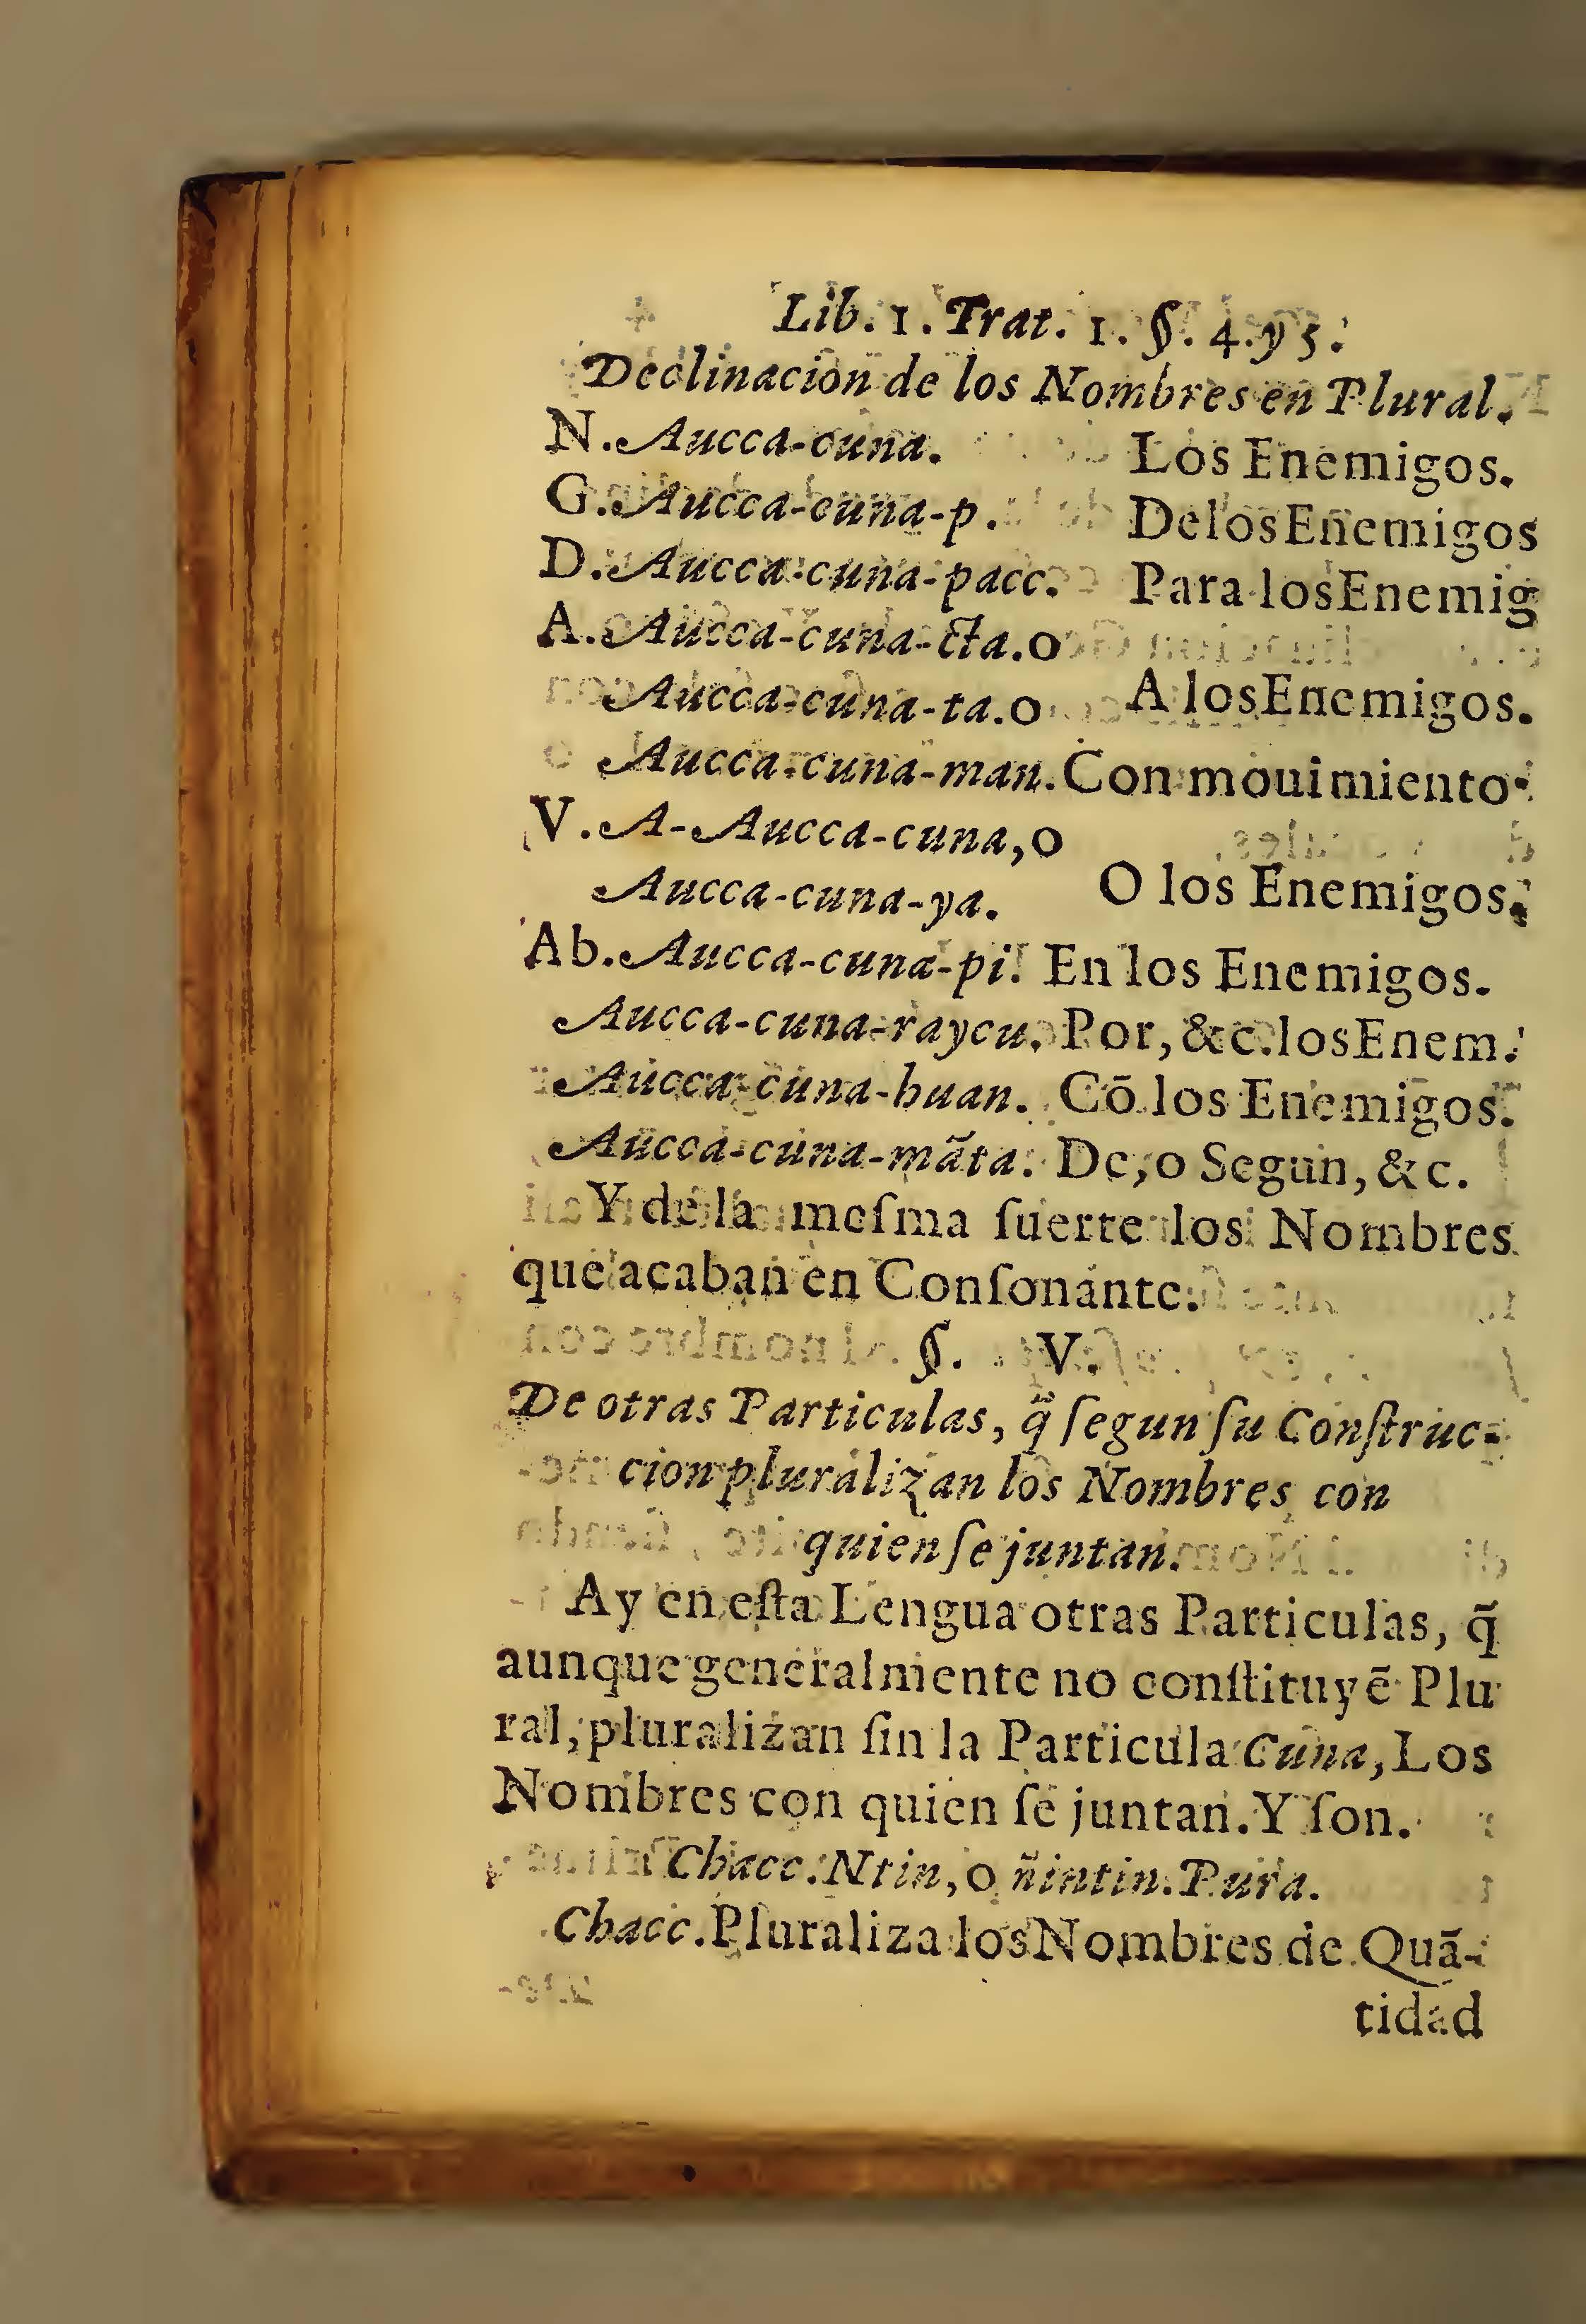 Lib. 1. Trat. 1. §. 4. y 5.
Declinacion de los Nombres en Plural.
N. Aucca-cuna. Los Enemigos.
G. Aucca-cuna-p. De los Enemigos
D. Aucca-cuna-pacc. Para los Enemig
A. Aucca-cuna-cta. o
Aucca-cuna-ta. o A los Enemigos.
Aucca-cuna-man. Con mouimiento.
V. A-Aucca-cuna, o
Aucca-cuna-ya. O los Enemigos.
Ab. Aucca-cuna-pi. En los Enemigos.
Aucca-cuna-raycu. Por, &c. los Enem.
Aucca-cuna-huan. Cō los Enemigos.
Aucca-cuna-mãta. De, o Segun, &c.
Y de la mesma ſuerte los Nombres
que acaban en Conſonante.
§. V.
De otras Particulas, q̃ ſegun ſu Conſtruc-
cion pluralizan los Nombres con
quien ſe juntan.
Ay en eſta Lengua otras Particulas, q̃
aunque generalmente no conſtituyē Plu
ral, pluralizan ſin la Particula Cuna, Los
Nombres con quien ſe juntan. Y ſon.
Chacc. Ntin, o ñintin. Pura.
Chacc. Pluraliza los Nombres de Quā-
tidad